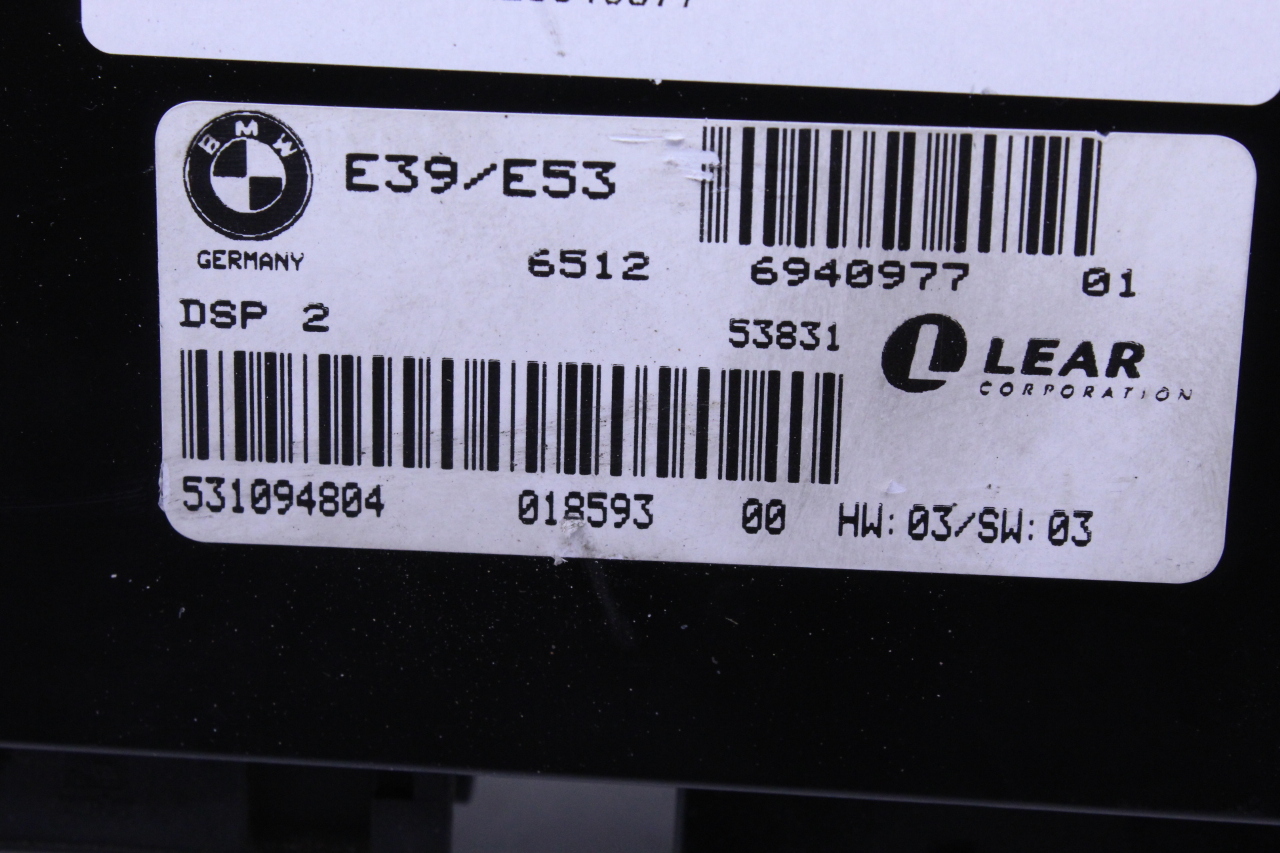 BMW
E39/E53
GERMANY
6512 6940977 01
DSP 2
53831
LEAR
CORPORATION
531094804 018593 00 HW: 03/SW: 03